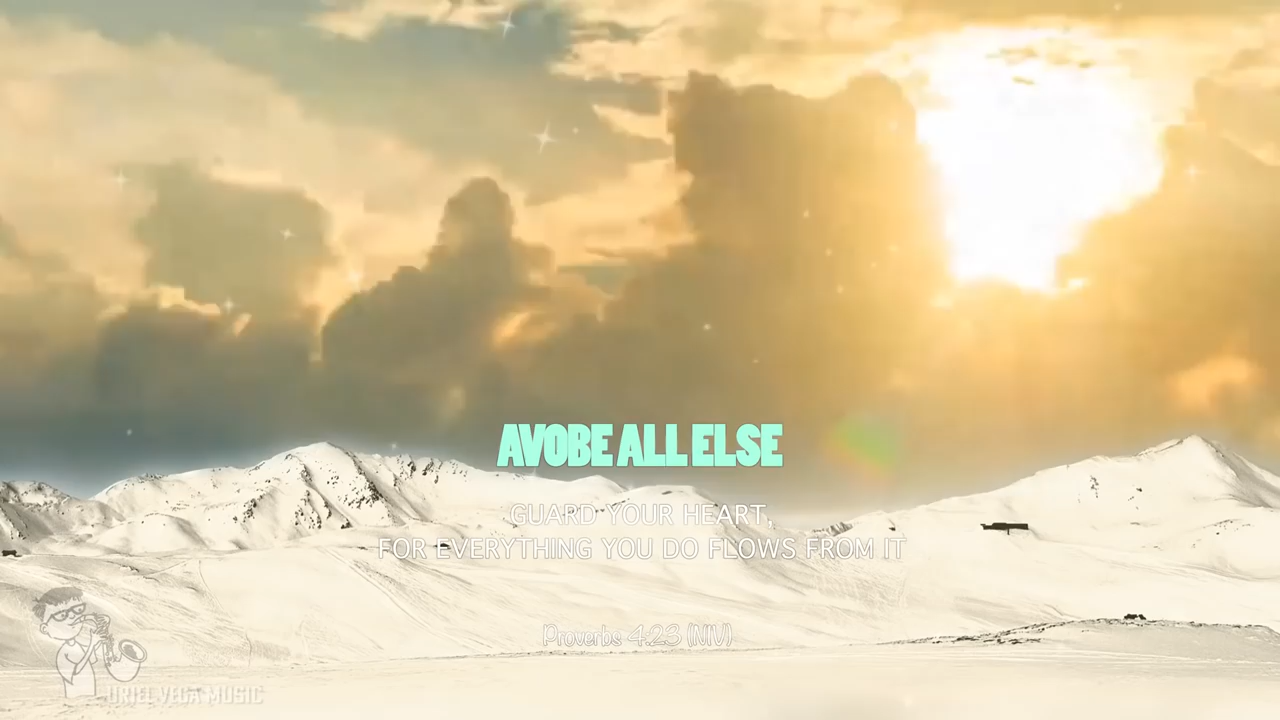 AVOBE ALL ELSE
GUARD YOUR HEART,
FOR EVERYTHING YOU DO FLOWS FROM IT
Proverbs 4:23 (NIV)
URIEL VEGA MUSIC